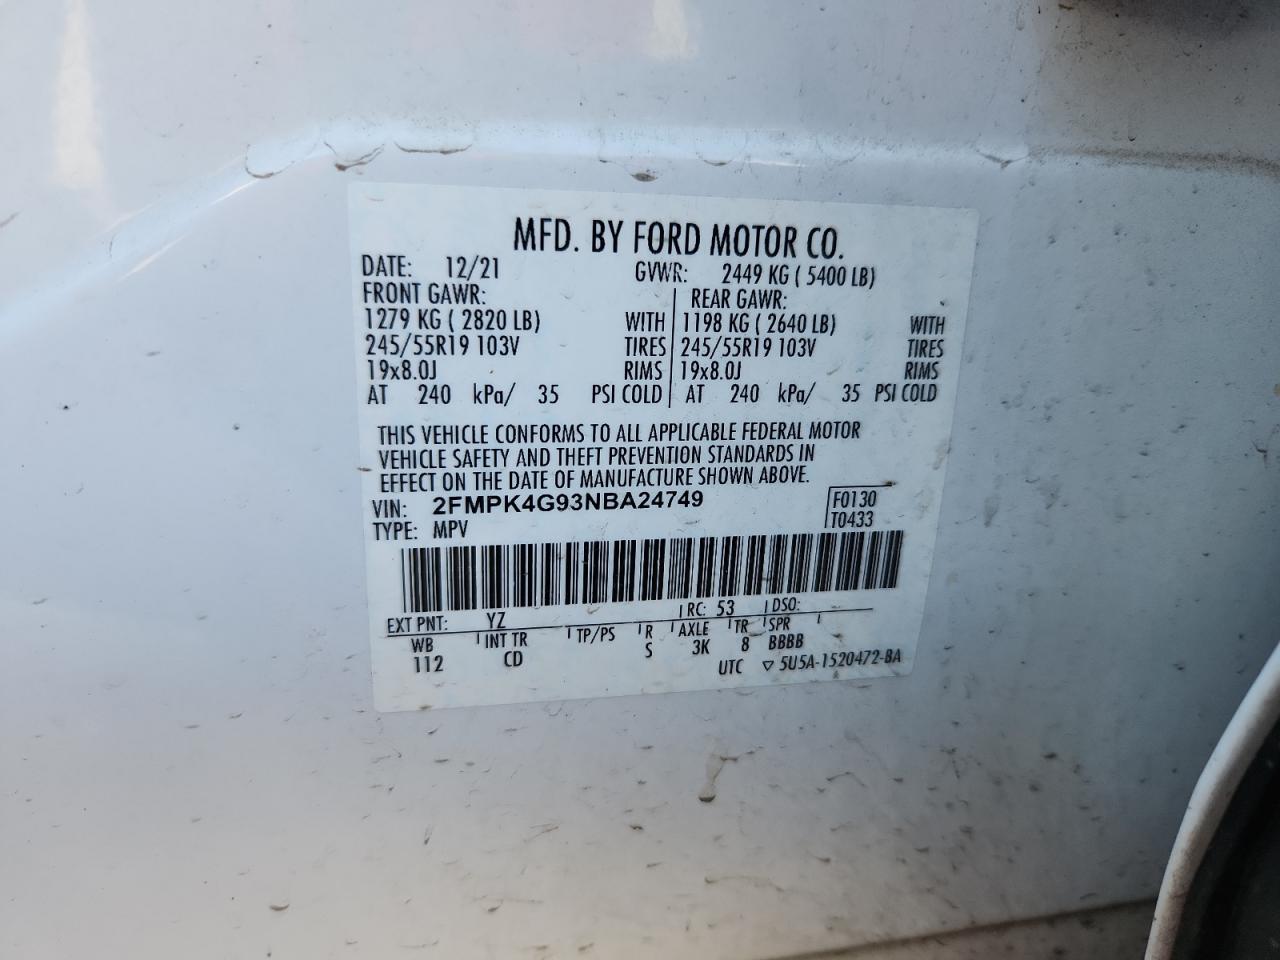 MFD. BY FORD MOTOR CO.
DATE: 12/21 GVWR: 2449 KG ( 5400 LB)
FRONT GAWR: REAR GAWR:
1279 KG ( 2820 LB) WITH 1198 KG ( 2640 LB) WITH
245/55R19 103V TIRES 245/55R19 103V TIRES
19x8.0J RIMS 19x8.0J RIMS
AT 240 kPa/ 35 PSI COLD AT 240 kPa/ 35 PSI COLD
THIS VEHICLE CONFORMS TO ALL APPLICABLE FEDERAL MOTOR
VEHICLE SAFETY AND THEFT PREVENTION STANDARDS IN
EFFECT ON THE DATE OF MANUFACTURE SHOWN ABOVE.
VIN: 2FMPK4G93NBA24749 F0130
TYPE: MPV T0433
EXT PNT: YZ RC: 53 DSO:
WB INT TR TP/PS R AXLE TR SPR
112 CD S 3K 8 BBBB
UTC ▽ 5U5A-1520472-BA